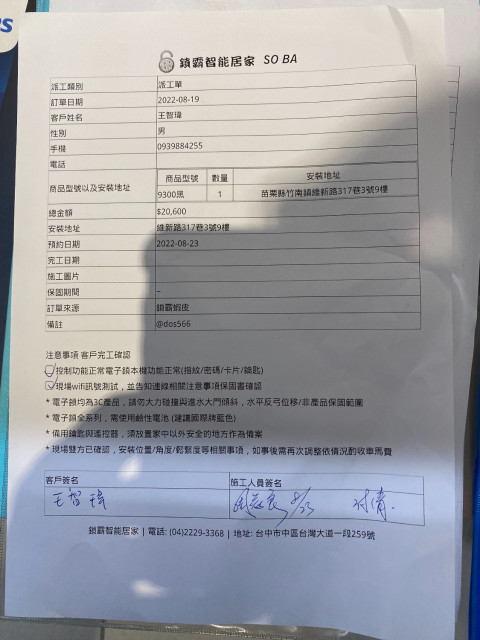 PS
鎖霸智能居家 SO BA
派工類別 派工單
訂單日期 2022-08-19
客戶姓名 王智瑋
性別 男
手機 0939884255
電話
商品型號以及安裝地址 商品型號 數量 安裝地址
9300黑 1 苗栗縣竹南鎮維新路317巷3號9樓
總金額 $20,600
安裝地址 維新路317巷3號9樓
預約日期 2022-08-23
完工日期
施工圖片
保固期間 –
訂單來源 鎖霸蝦皮
備註 @dos566
注意事項 客戶完工確認
控制功能正常電子鎖本機功能正常(指紋/密碼/卡片/鑰匙)
現場wifi訊號測試，並告知連線相關注意事項保固書確認
* 電子鎖均為3C產品，請勿大力碰撞與進水大門傾斜，水平反弓位移/非產品保固範圍
* 電子鎖全系列，需使用鹼性電池 (建議國際牌藍色)
* 備用鑰匙與遙控器，須放置家中以外安全的地方作為備案
* 現場雙方已確認，安裝位置/角度/鬆緊度等相關事項，如事後需再次調整依情況酌收車馬費
客戶簽名 施工人員簽名
王智瑋 8/23 付清.
鎖霸智能居家 | 電話: (04)2229-3368 | 地址: 台中市中區台灣大道一段259號